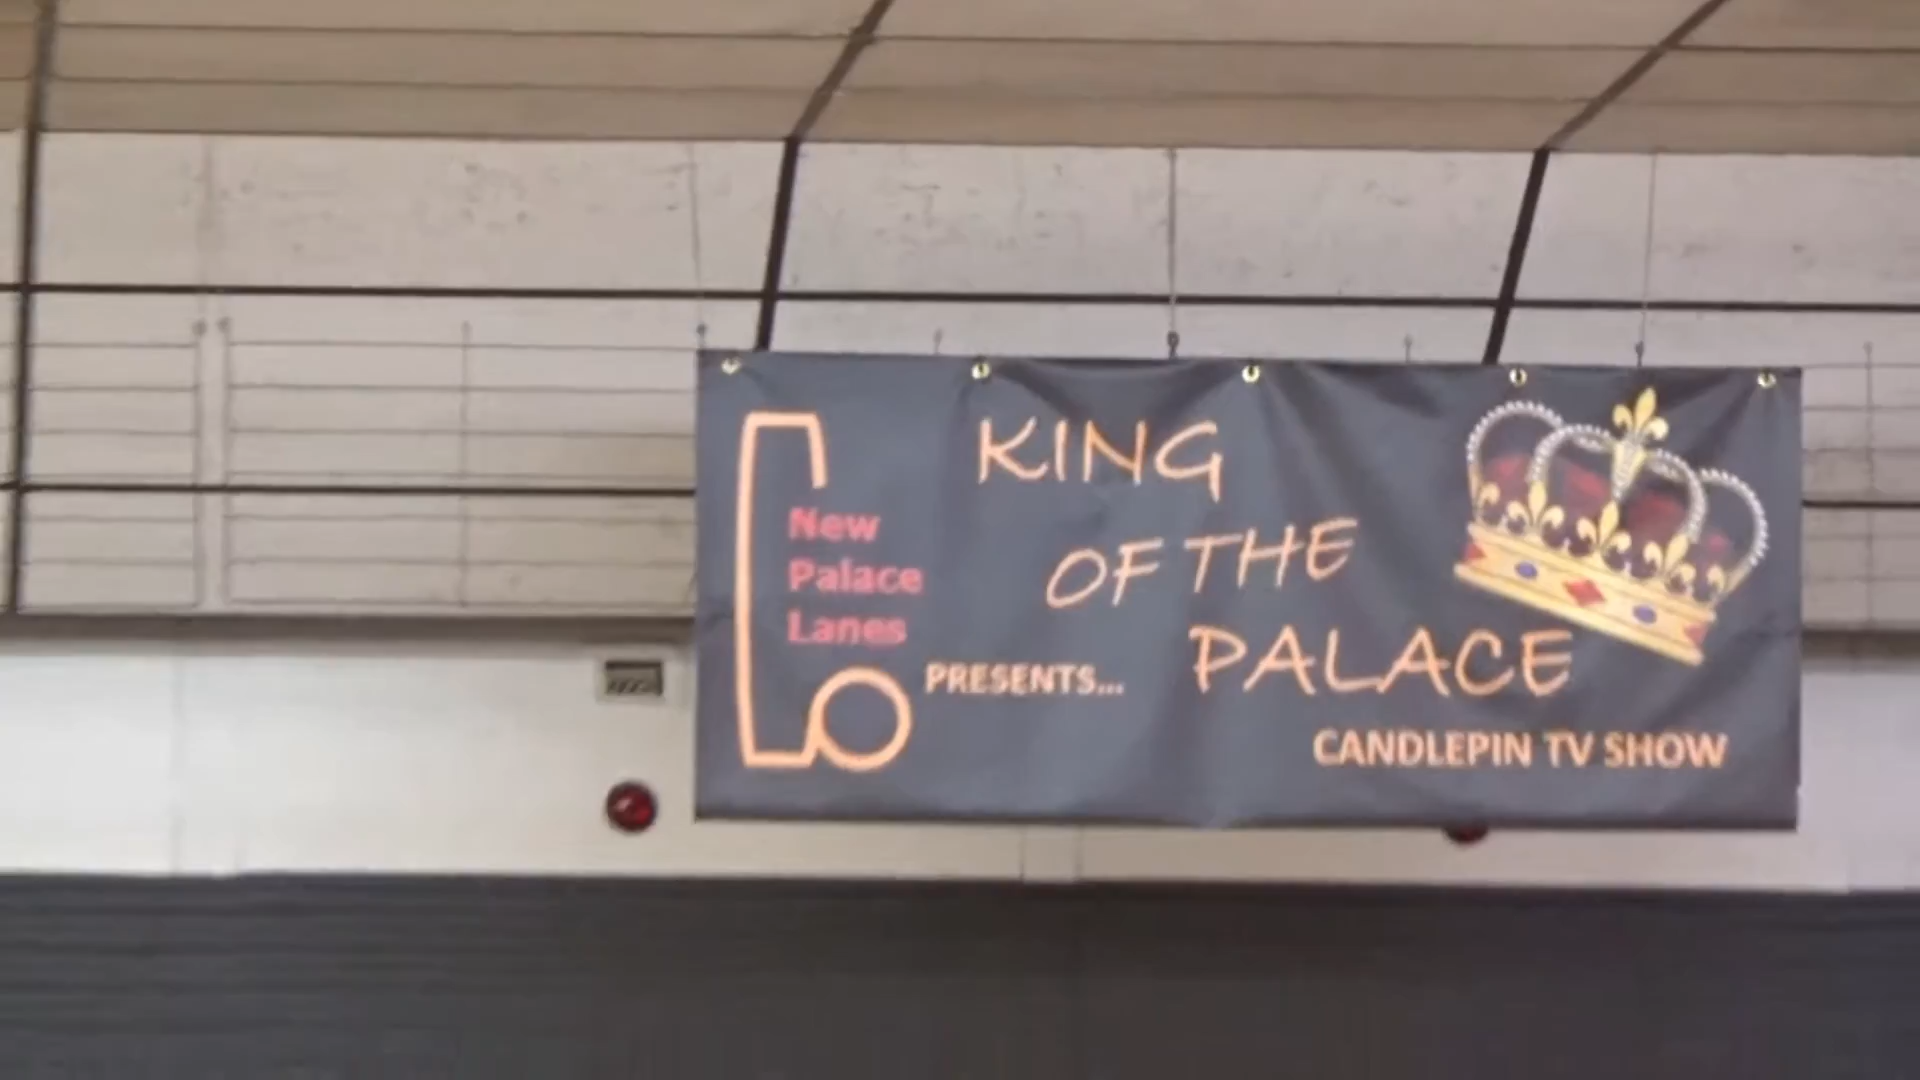 New
Palace
Lanes
PRESENTS...
KING
OF THE
PALACE
CANDLEPIN TV SHOW